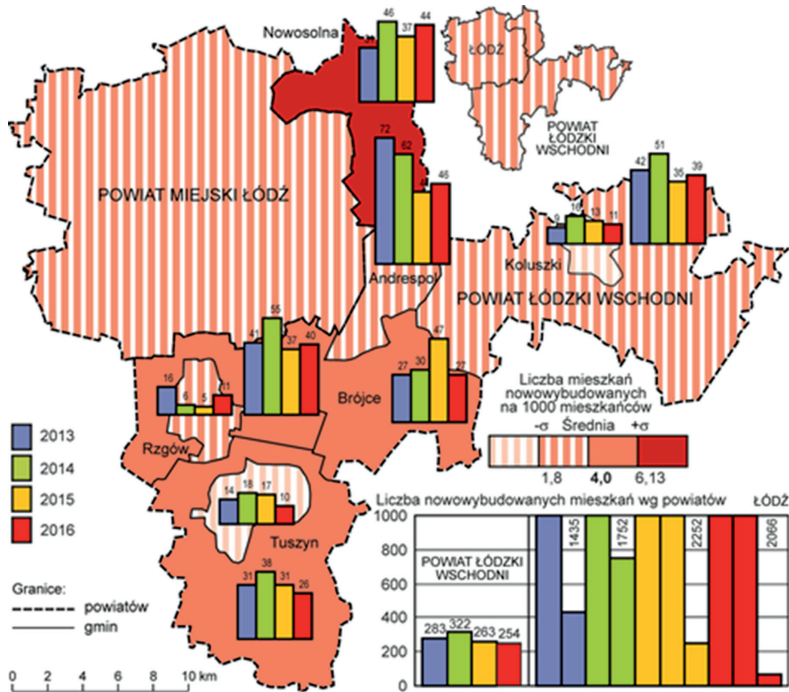 Nowosolna
46
37
44
ŁÓDŹ
POWIAT
ŁÓDZKI
WSCHODNI
72
62
46
POWIAT MIEJSKI ŁÓDŹ
42
51
35
39
9
16
13
11
Andrespol
Koluszki
POWIAT ŁÓDZKI WSCHODNI
41
55
37
40
16
6
5
11
Rzgów
27
30
47
27
Brójce
Liczba mieszkań
nowowybudowanych
na 1000 mieszkańców
-σ Średnia +σ
1,8 4,0 6,13
2013
2014
2015
2016
14
18
17
10
Tuszyn
31
38
31
26
Granice:
powiatów
gmin
0 2 4 6 8 10 km
Liczba nowowybudowanych mieszkań wg powiatów ŁÓDŹ
1000
800
600
400
200
0
POWIAT ŁÓDZKI
WSCHODNI
283
322
263
254
1435
1752
2252
2066